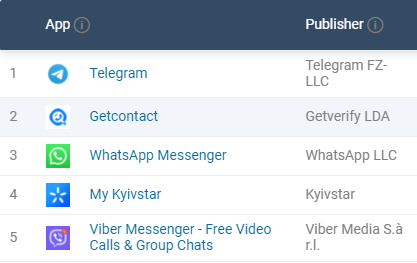 App Publisher
1 Telegram Telegram FZ-
LLC
2 Getcontact Getverify LDA
3 WhatsApp Messenger WhatsApp LLC
4 My Kyivstar Kyivstar
5 Viber Messenger - Free Video Viber Media S.à
Calls & Group Chats r.l.